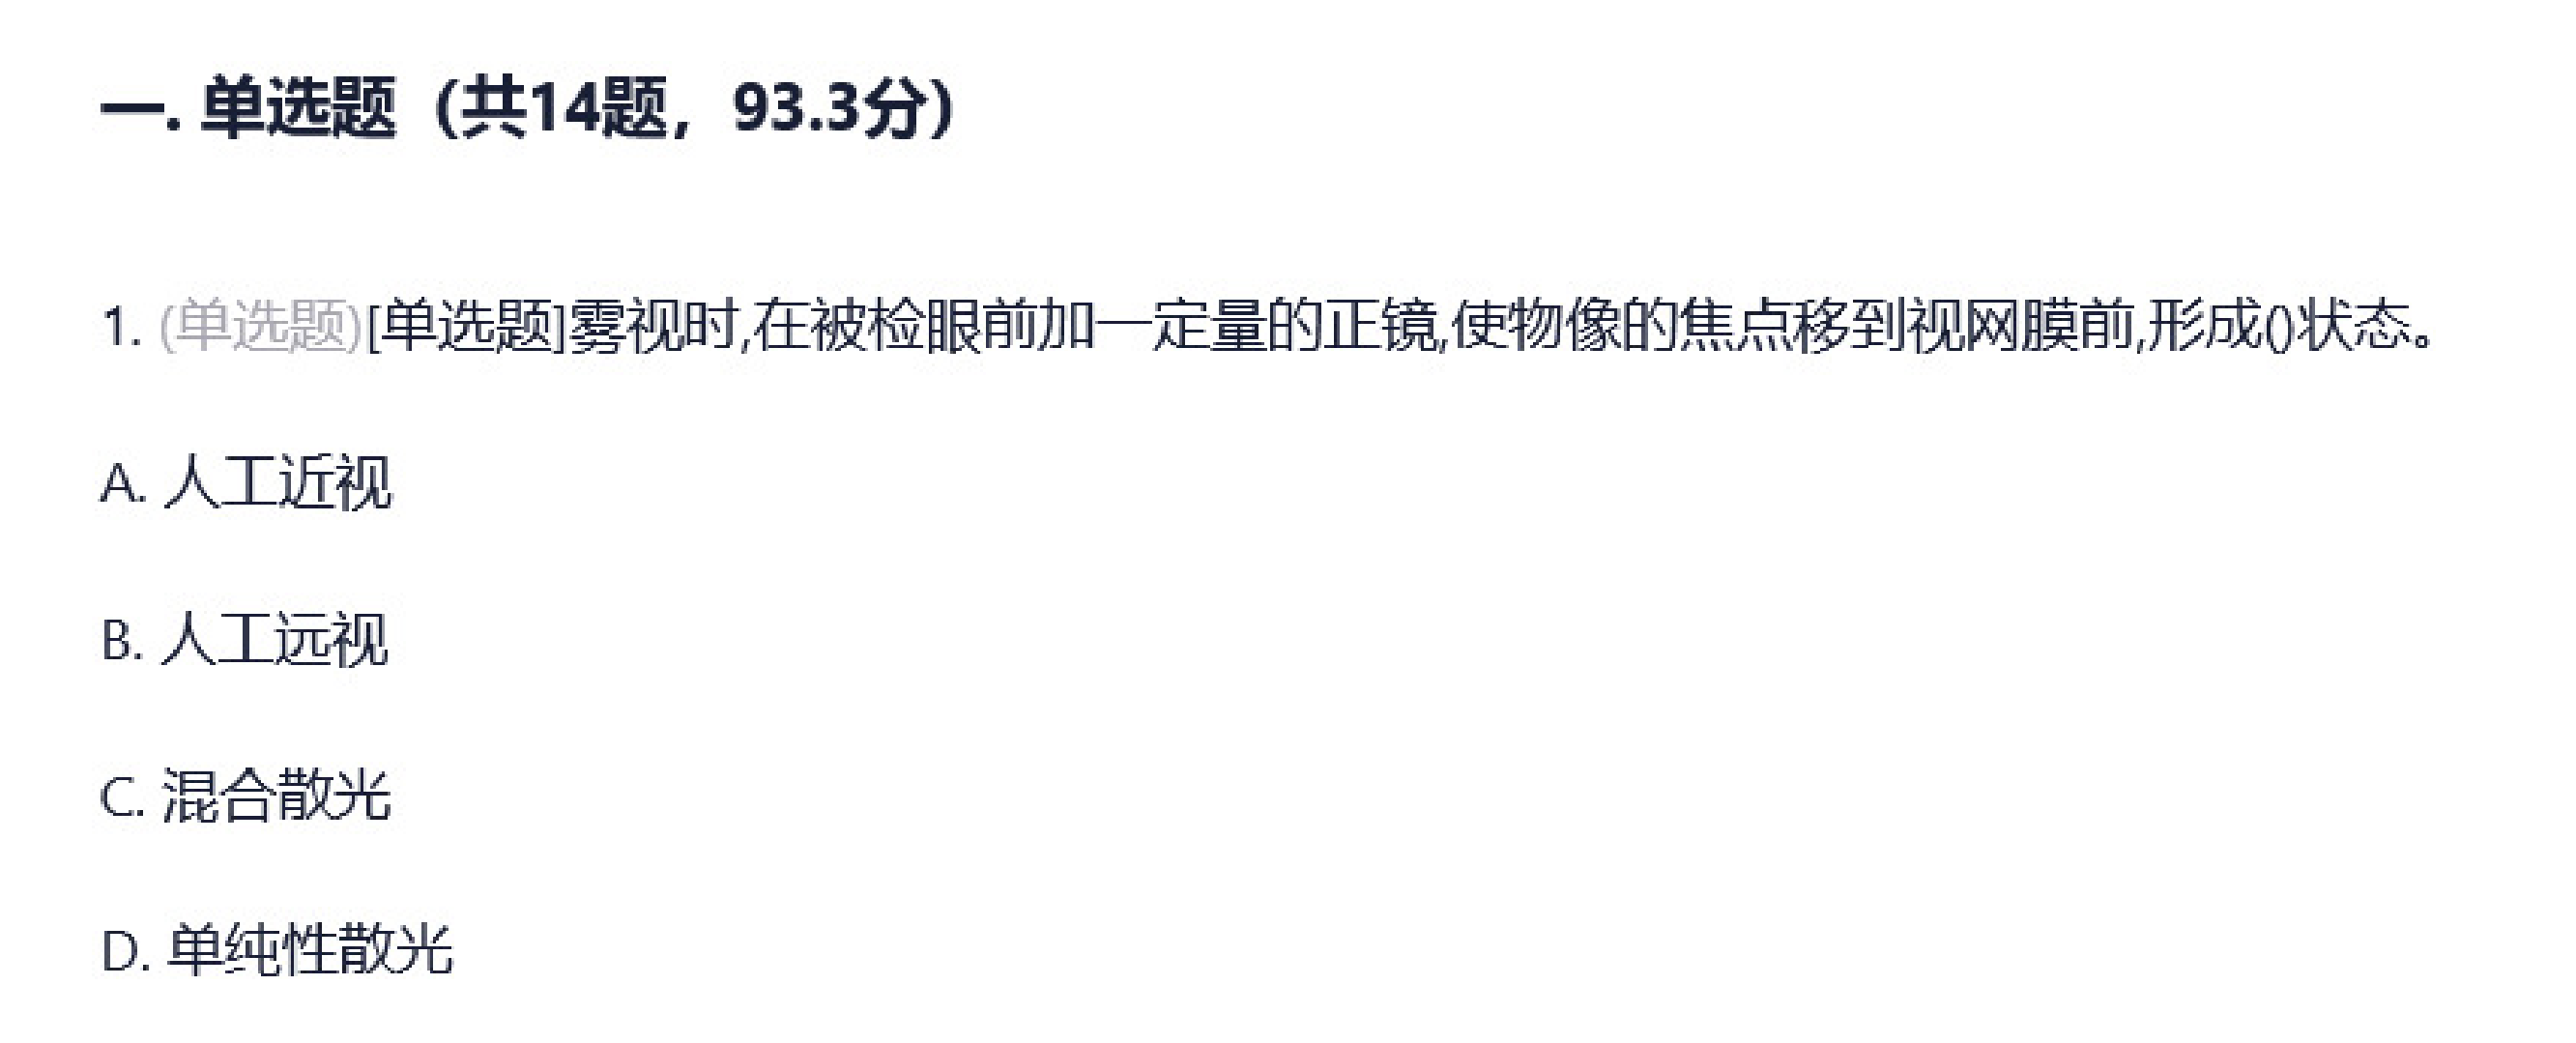 一. 单选题（共14题，93.3分）
1. (单选题)[单选题]雾视时,在被检眼前加一定量的正镜,使物像的焦点移到视网膜前,形成()状态。
A. 人工近视
B. 人工远视
C. 混合散光
D. 单纯性散光